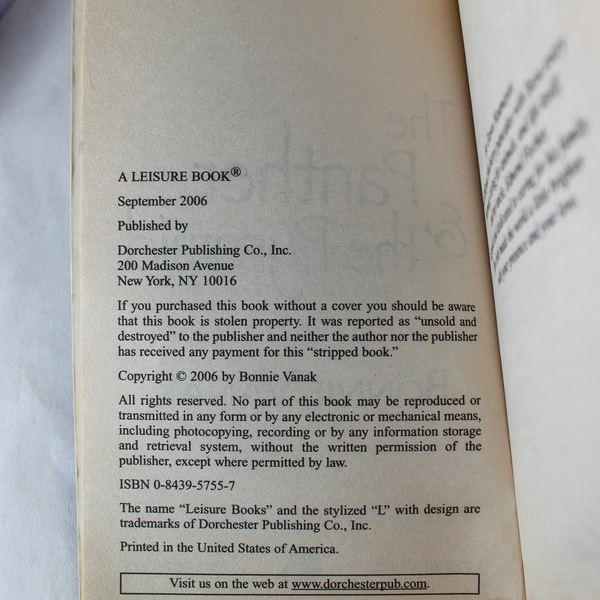 A LEISURE BOOK®
September 2006
Published by
Dorchester Publishing Co., Inc.
200 Madison Avenue
New York, NY 10016
If you purchased this book without a cover you should be aware
that this book is stolen property. It was reported as “unsold and
destroyed” to the publisher and neither the author nor the publisher
has received any payment for this “stripped book.”
Copyright © 2006 by Bonnie Vanak
All rights reserved. No part of this book may be reproduced or
transmitted in any form or by any electronic or mechanical means,
including photocopying, recording or by any information storage
and retrieval system, without the written permission of the
publisher, except where permitted by law.
ISBN 0-8439-5755-7
The name “Leisure Books” and the stylized “L” with design are
trademarks of Dorchester Publishing Co., Inc.
Printed in the United States of America.
Visit us on the web at www.dorchesterpub.com.